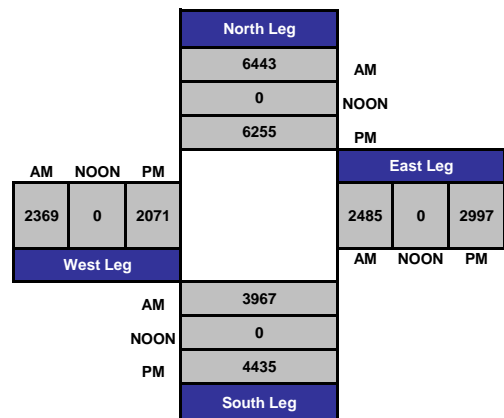 North Leg
6443 AM
0 NOON
6255 PM
AM NOON PM
East Leg
2369 0 2071
2485 0 2997
West Leg
AM NOON PM
AM 3967
NOON 0
PM 4435
South Leg